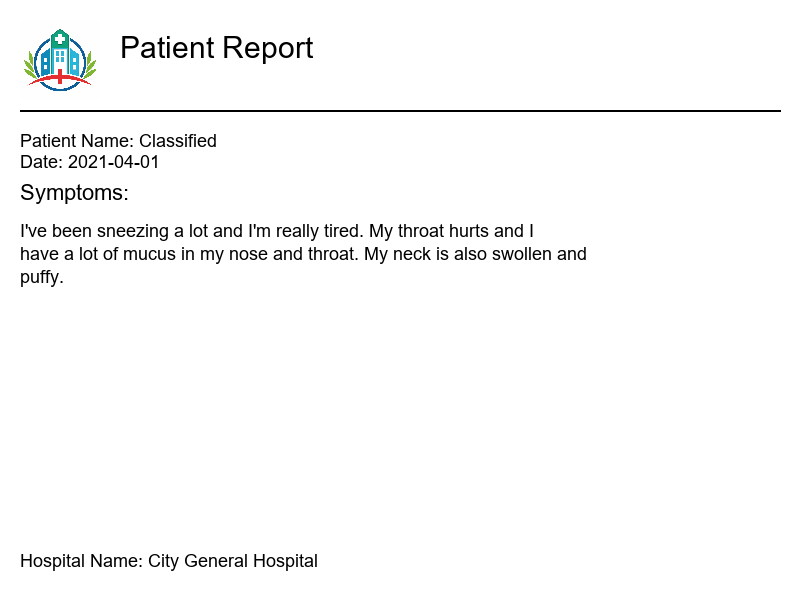 Patient Report
Patient Name: Classified
Date: 2021-04-01
Symptoms:
I've been sneezing a lot and I'm really tired. My throat hurts and I
have a lot of mucus in my nose and throat. My neck is also swollen and
puffy.
Hospital Name: City General Hospital